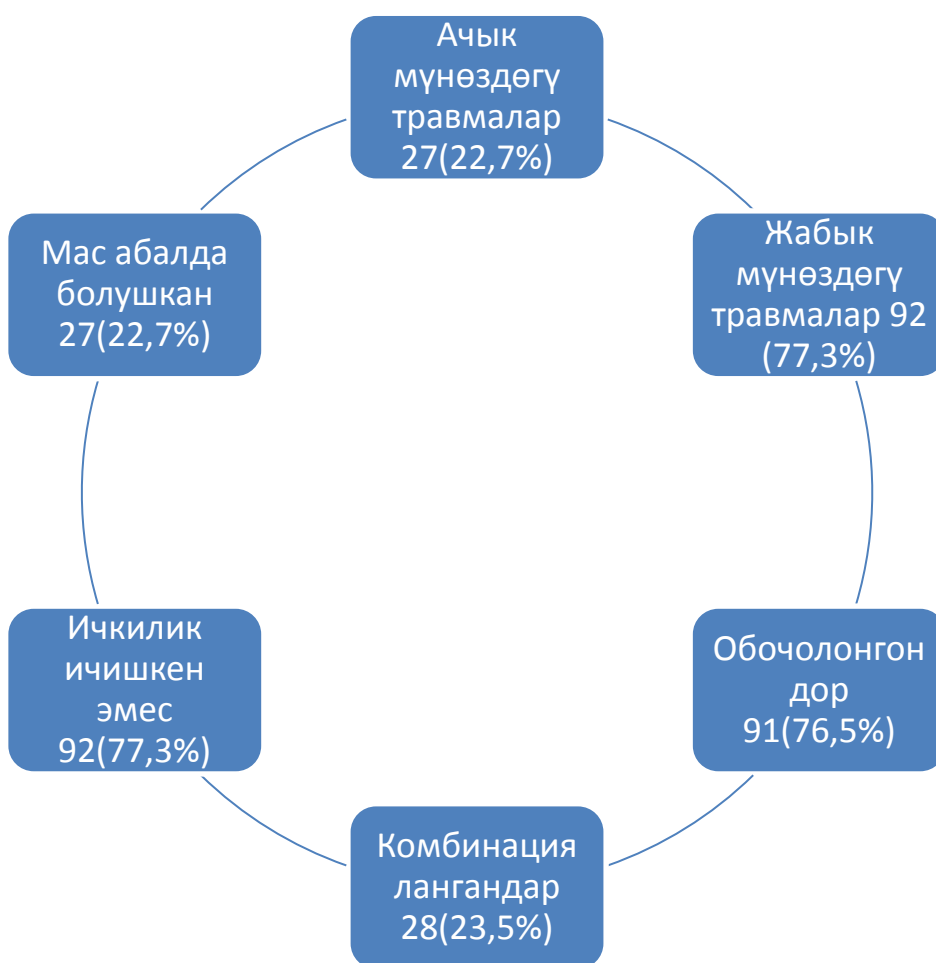 Ачык
мүнөздөгү
травмалар
27(22,7%)
Жабык
мүнөздөгү
травмалар 92
(77,3%)
Обочолонгон
дор
91(76,5%)
Комбинация
лангандар
28(23,5%)
Ичкилик
ичишкен
эмес
92(77,3%)
Мас абалда
болушкан
27(22,7%)